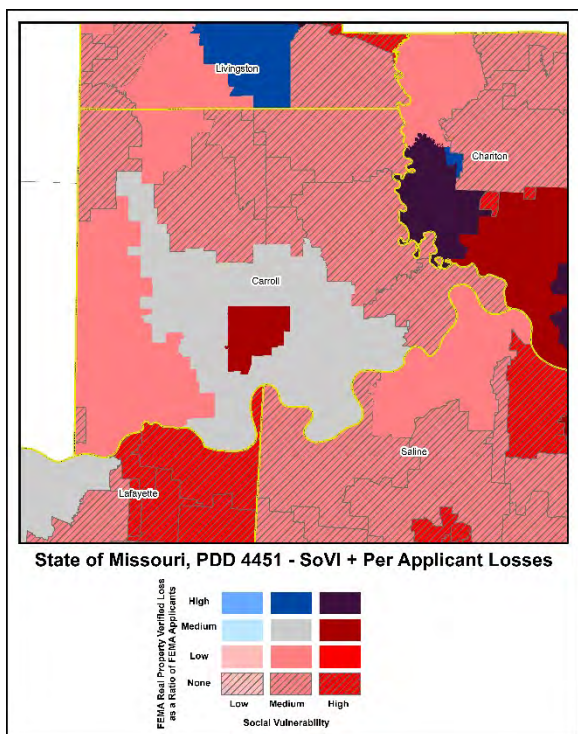 Livingston
Chariton
Carroll
Saline
Lafayette
State of Missouri, PDD 4451 - SoVI + Per Applicant Losses
FEMA Real Property Verified Loss
as a Ratio of FEMA Applicants
High
Medium
Low
None
Low Medium High
Social Vulnerability